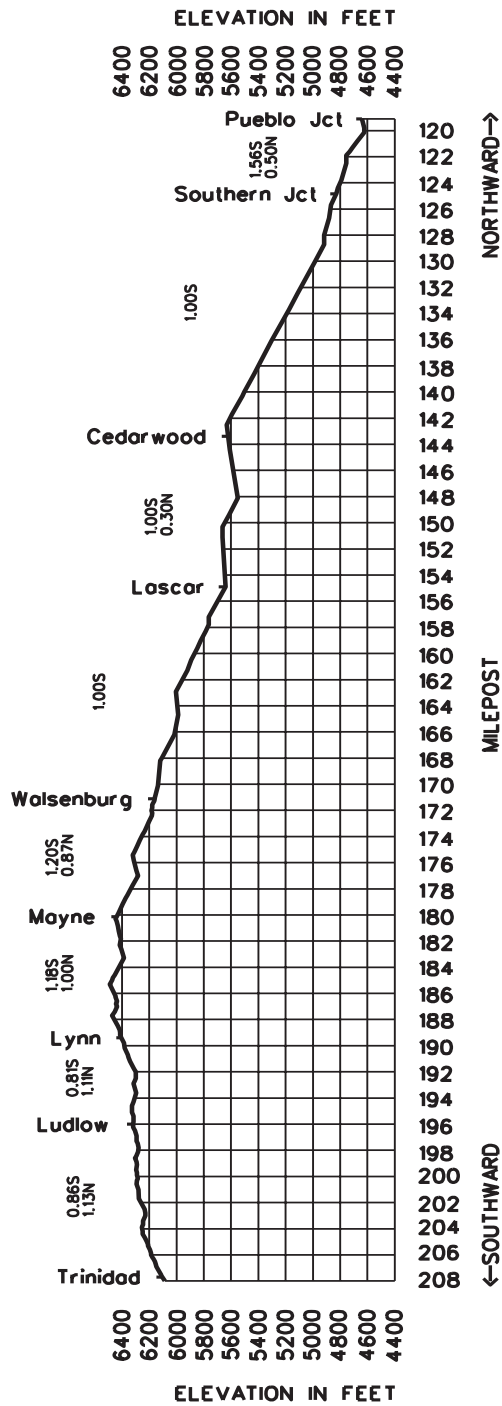 ELEVATION IN FEET
6400 6200 6000 5800 5600 5400 5200 5000 4800 4600 4400
Pueblo Jct
120
1.56S
0.50N
122
124
Southern Jct
126
128
130
132
1.00S
134
136
138
140
142
Cedarwood
144
146
148
1.00S
0.30N
150
152
154
Lascar
156
158
160
162
1.00S
164
166
168
170
Walsenburg
172
174
1.20S
0.87N
176
178
Mayne
180
182
1.18S
1.00N
184
186
188
Lynn
190
0.81S
1.11N
192
194
Ludlow
196
198
200
0.86S
1.13N
202
204
206
Trinidad
208
NORTHWARD→
MILEPOST
←SOUTHWARD
6400 6200 6000 5800 5600 5400 5200 5000 4800 4600 4400
ELEVATION IN FEET